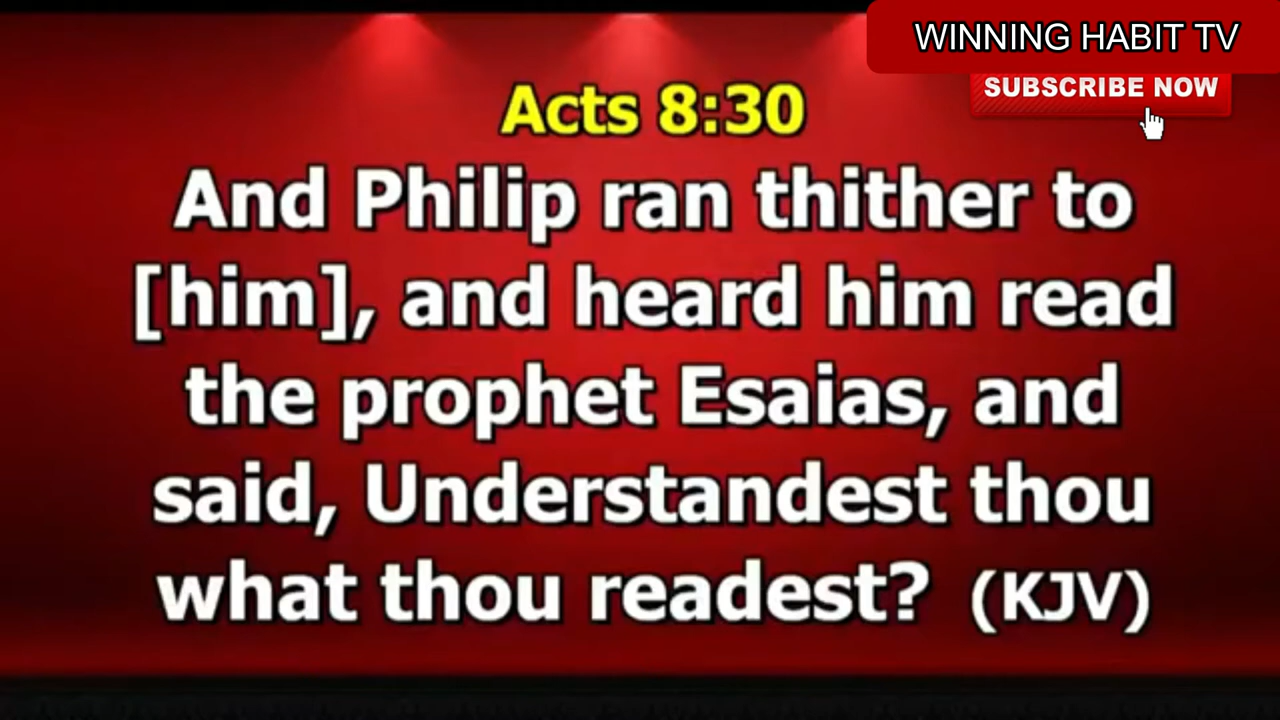 WINNING HABIT TV
SUBSCRIBE NOW
Acts 8:30
And Philip ran thither to
[him], and heard him read
the prophet Esaias, and
said, Understandest thou
what thou readest? (KJV)